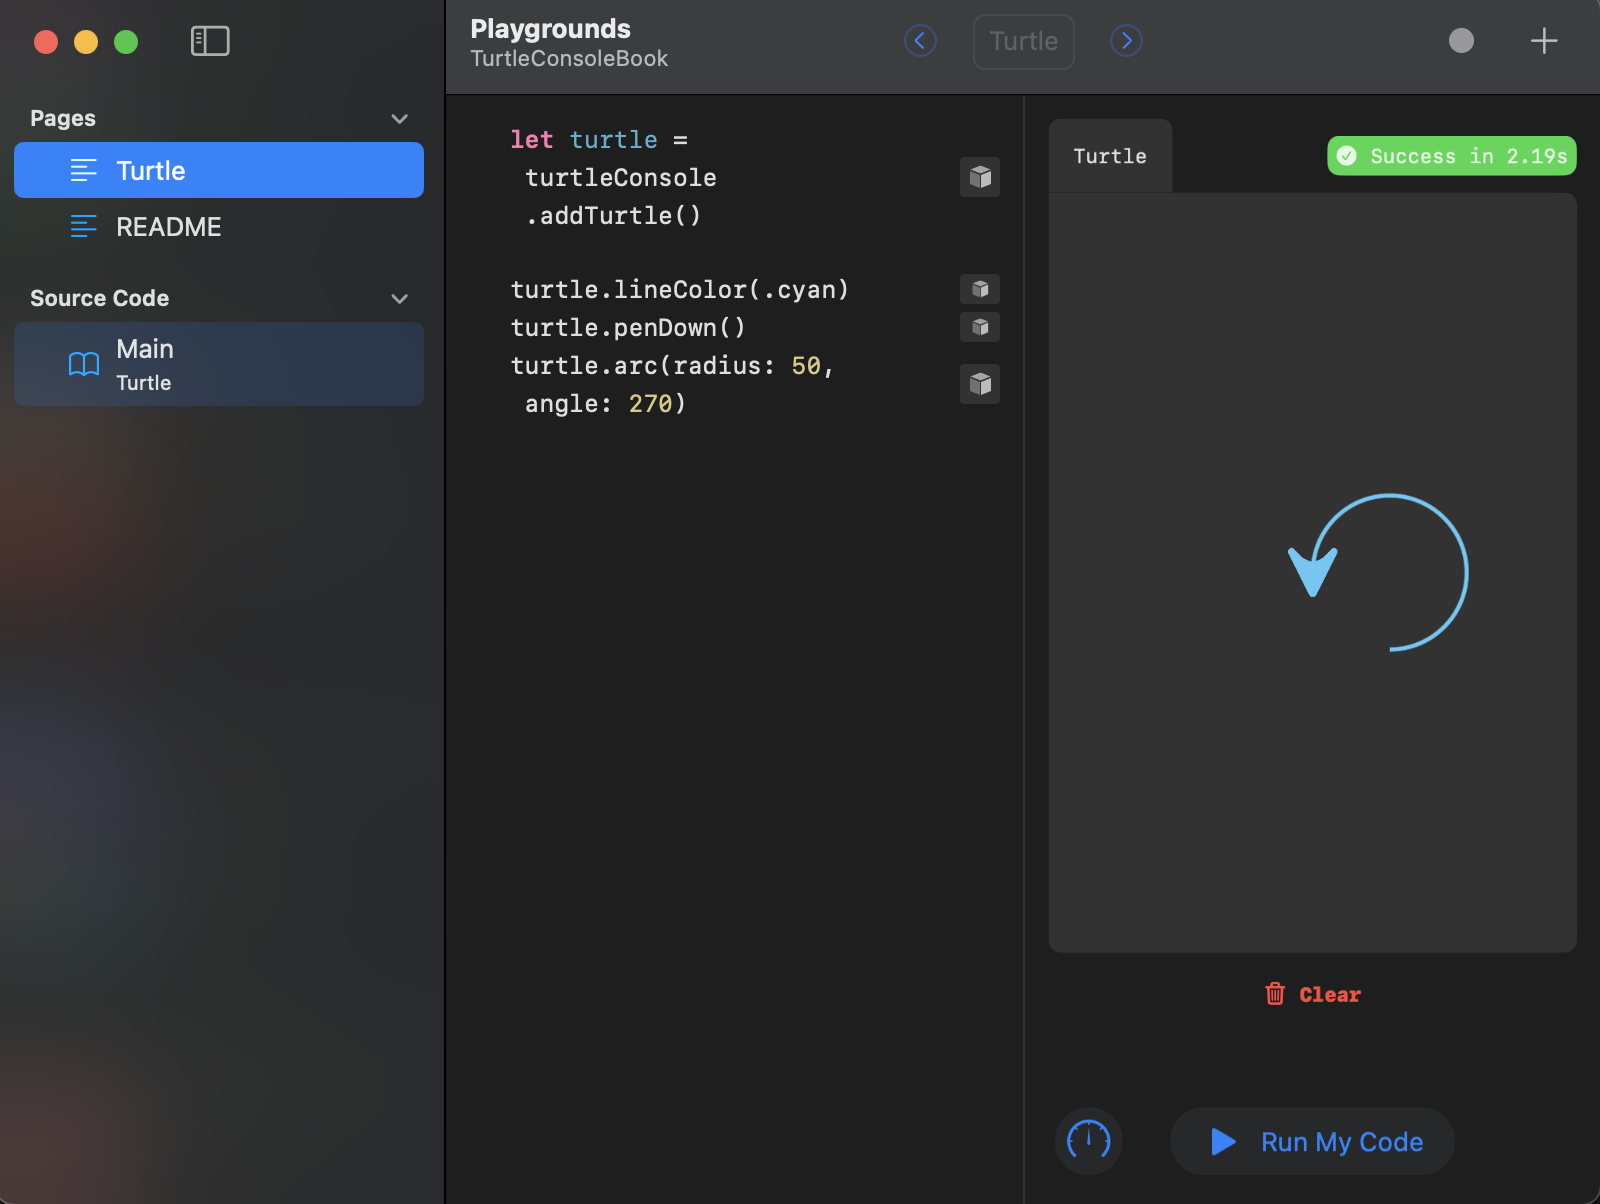 Playgrounds
TurtleConsoleBook
Turtle
Pages
Turtle
README
Source Code
Main
Turtle
let turtle =
turtleConsole
.addTurtle()
turtle.lineColor(.cyan)
turtle.penDown()
turtle.arc(radius: 50,
angle: 270)
Turtle
Success in 2.19s
Clear
Run My Code